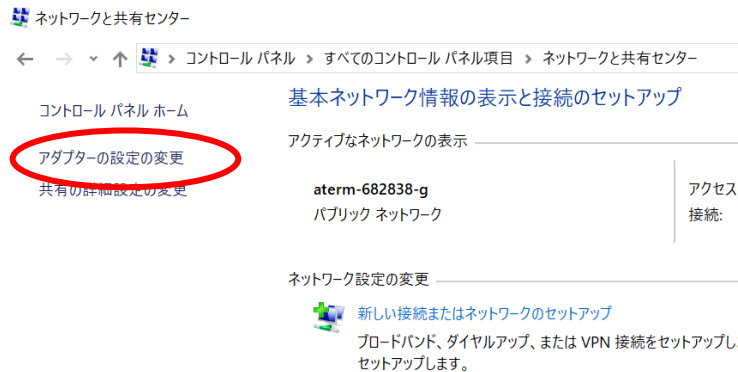 ネットワークと共有センター
コントロール パネル > すべてのコントロール パネル項目 > ネットワークと共有センター
コントロール パネル ホーム
アダプターの設定の変更
共有の詳細設定の変更
基本ネットワーク情報の表示と接続のセットアップ
アクティブなネットワークの表示
aterm-682838-g
パブリック ネットワーク
アクセス
接続:
ネットワーク設定の変更
新しい接続またはネットワークのセットアップ
ブロードバンド、ダイヤルアップ、または VPN 接続をセットアップし
セットアップします。